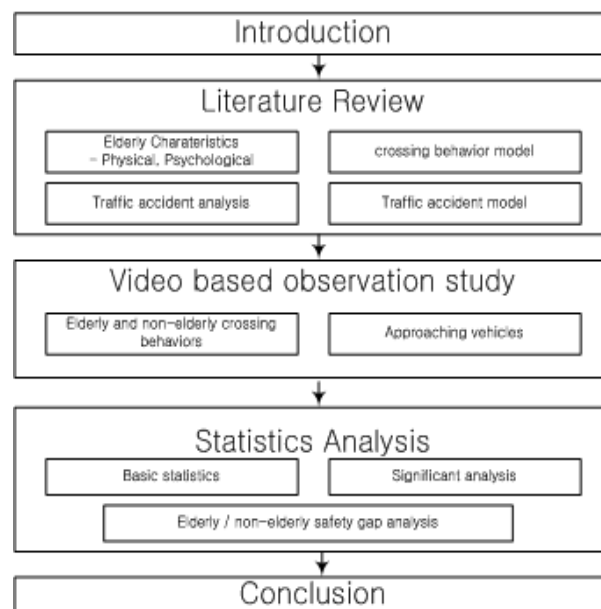 Introduction
Literature Review
Elderly Charateristics
- Physical, Psychological
crossing behavior model
Traffic accident analysis
Traffic accident model
Video based observation study
Elderly and non-elderly crossing
behaviors
Approaching vehicles
Statistics Analysis
Basic statistics
Significant analysis
Elderly / non-elderly safety gap analysis
Conclusion